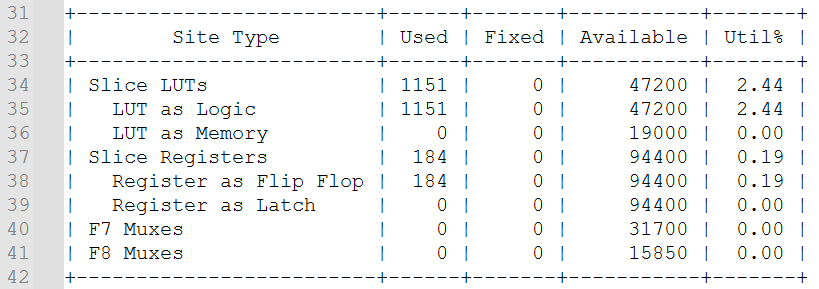 31 +--------------------------+------+-------+-----------+-------+
32 |         Site Type        | Used | Fixed | Available | Util% |
33 +--------------------------+------+-------+-----------+-------+
34 | Slice LUTs               | 1151 |     0 |     47200 |  2.44 |
35 |   LUT as Logic           | 1151 |     0 |     47200 |  2.44 |
36 |   LUT as Memory          |    0 |     0 |     19000 |  0.00 |
37 | Slice Registers          |  184 |     0 |     94400 |  0.19 |
38 |   Register as Flip Flop  |  184 |     0 |     94400 |  0.19 |
39 |   Register as Latch      |    0 |     0 |     94400 |  0.00 |
40 | F7 Muxes                 |    0 |     0 |     31700 |  0.00 |
41 | F8 Muxes                 |    0 |     0 |     15850 |  0.00 |
42 +--------------------------+------+-------+-----------+-------+